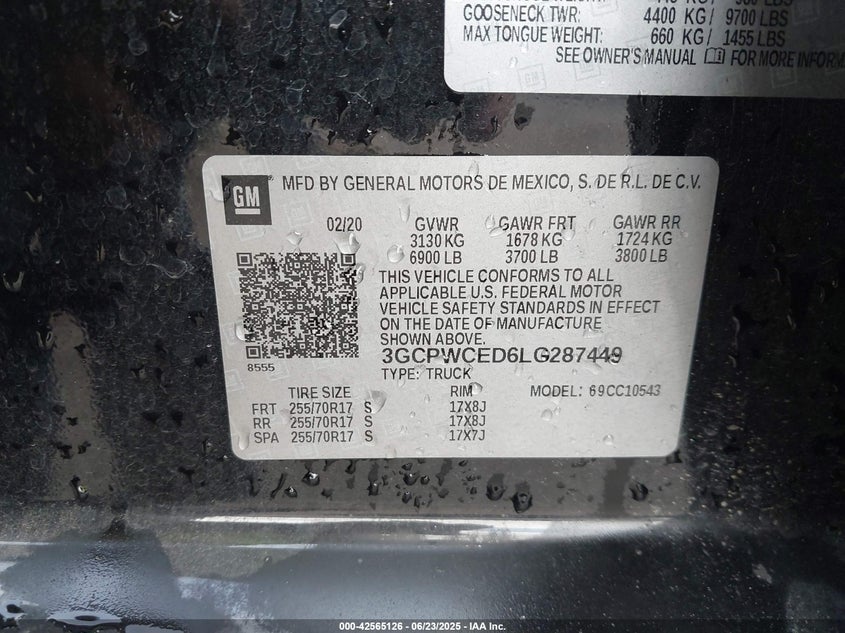 GOOSENECK TWR: 4400 KG / 9700 LBS
MAX TONGUE WEIGHT: 660 KG / 1455 LBS
SEE OWNER'S MANUAL FOR MORE INFORM
GM
MFD BY GENERAL MOTORS DE MEXICO, S. DE R.L. DE C.V.
02/20 GVWR GAWR FRT GAWR RR
3130 KG 1678 KG 1724 KG
6900 LB 3700 LB 3800 LB
THIS VEHICLE CONFORMS TO ALL
APPLICABLE U.S. FEDERAL MOTOR
VEHICLE SAFETY STANDARDS IN EFFECT
ON THE DATE OF MANUFACTURE
SHOWN ABOVE.
3GCPWCED6LG287449
8555
TYPE: TRUCK
TIRE SIZE RIM MODEL: 69CC10543
FRT 255/70R17 S 17X8J
RR 255/70R17 S 17X8J
SPA 255/70R17 S 17X7J
000-42565126 - 06/23/2025 - IAA Inc.